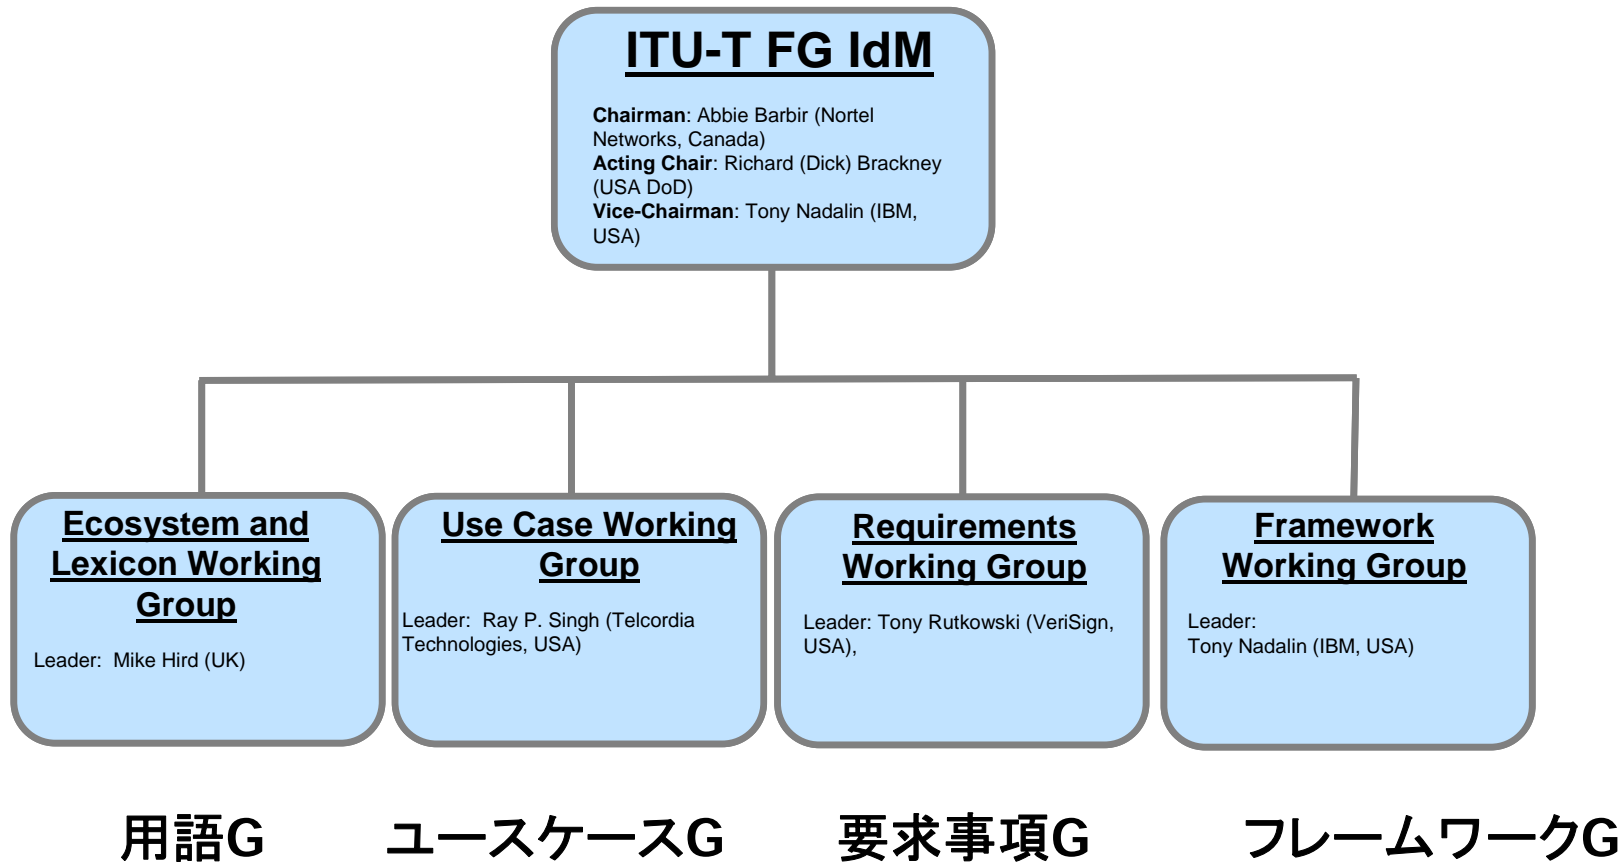 ITU-T FG IdM
Chairman: Abbie Barbir (Nortel
Networks, Canada)
Acting Chair: Richard (Dick) Brackney
(USA DoD)
Vice-Chairman: Tony Nadalin (IBM,
USA)
Ecosystem and
Lexicon Working
Group
Leader: Mike Hird (UK)
Use Case Working
Group
Leader: Ray P. Singh (Telcordia
Technologies, USA)
Requirements
Working Group
Leader: Tony Rutkowski (VeriSign,
USA),
Framework
Working Group
Leader:
Tony Nadalin (IBM, USA)
用語G
ユースケースG
要求事項G
フレームワークG